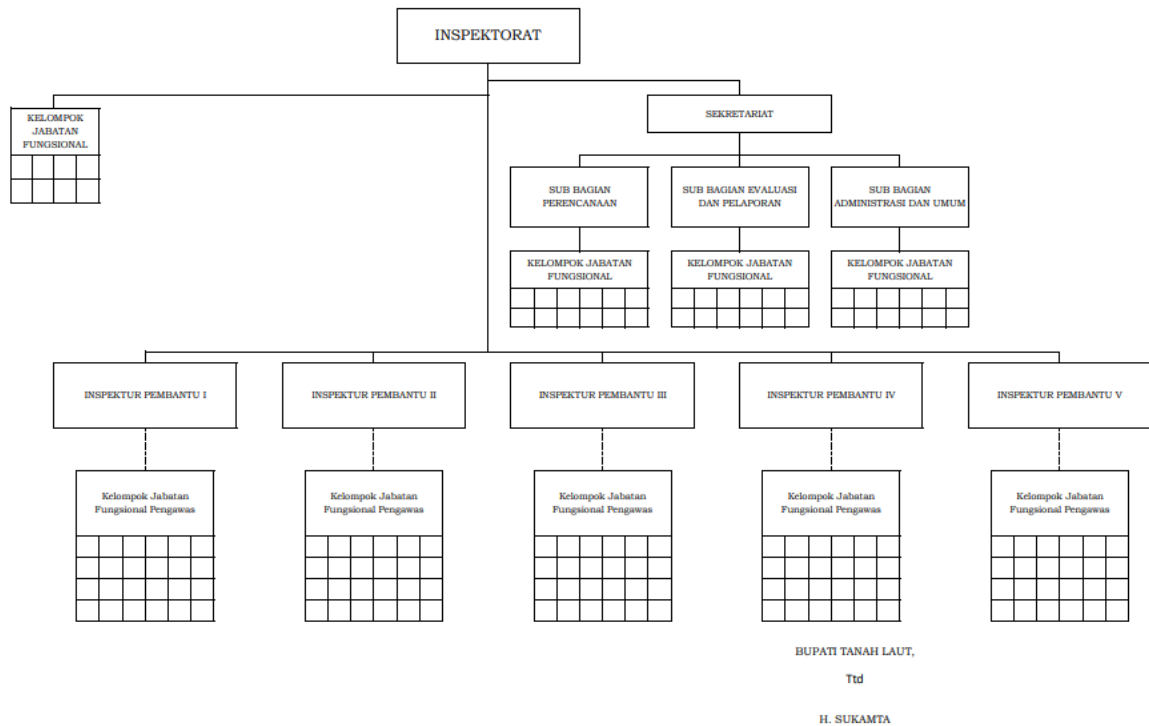 INSPEKTORAT
KELOMPOK
JABATAN
FUNGSIONAL
SEKRETARIAT
SUB BAGIAN
PERENCANAAN
SUB BAGIAN EVALUASI
DAN PELAPORAN
SUB BAGIAN
ADMINISTRASI DAN UMUM
KELOMPOK JABATAN
FUNGSIONAL
KELOMPOK JABATAN
FUNGSIONAL
KELOMPOK JABATAN
FUNGSIONAL
INSPEKTUR PEMBANTU I
INSPEKTUR PEMBANTU II
INSPEKTUR PEMBANTU III
INSPEKTUR PEMBANTU IV
INSPEKTUR PEMBANTU V
Kelompok Jabatan
Fungsional Pengawas
Kelompok Jabatan
Fungsional Pengawas
Kelompok Jabatan
Fungsional Pengawas
Kelompok Jabatan
Fungsional Pengawas
Kelompok Jabatan
Fungsional Pengawas
BUPATI TANAH LAUT,
Ttd
H. SUKAMTA